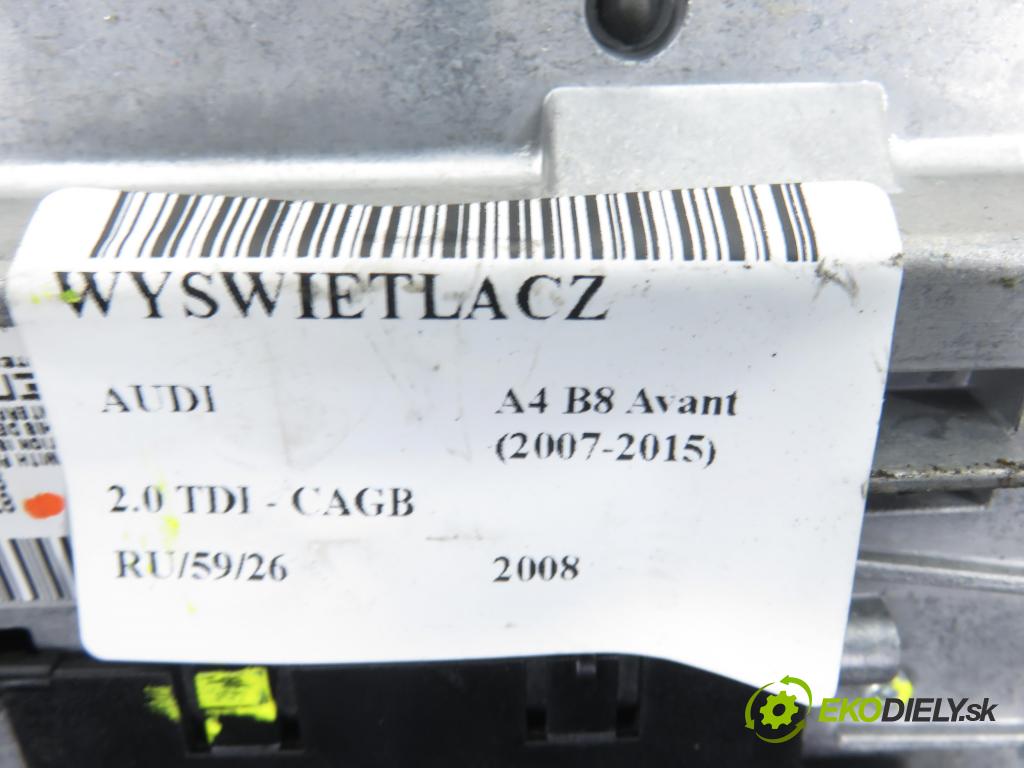 WYSWIETLACZ
AUDI A4 B8 Avant
(2007-2015)
2.0 TDI - CAGB
RU/59/26 2008
EKODIELY.sk